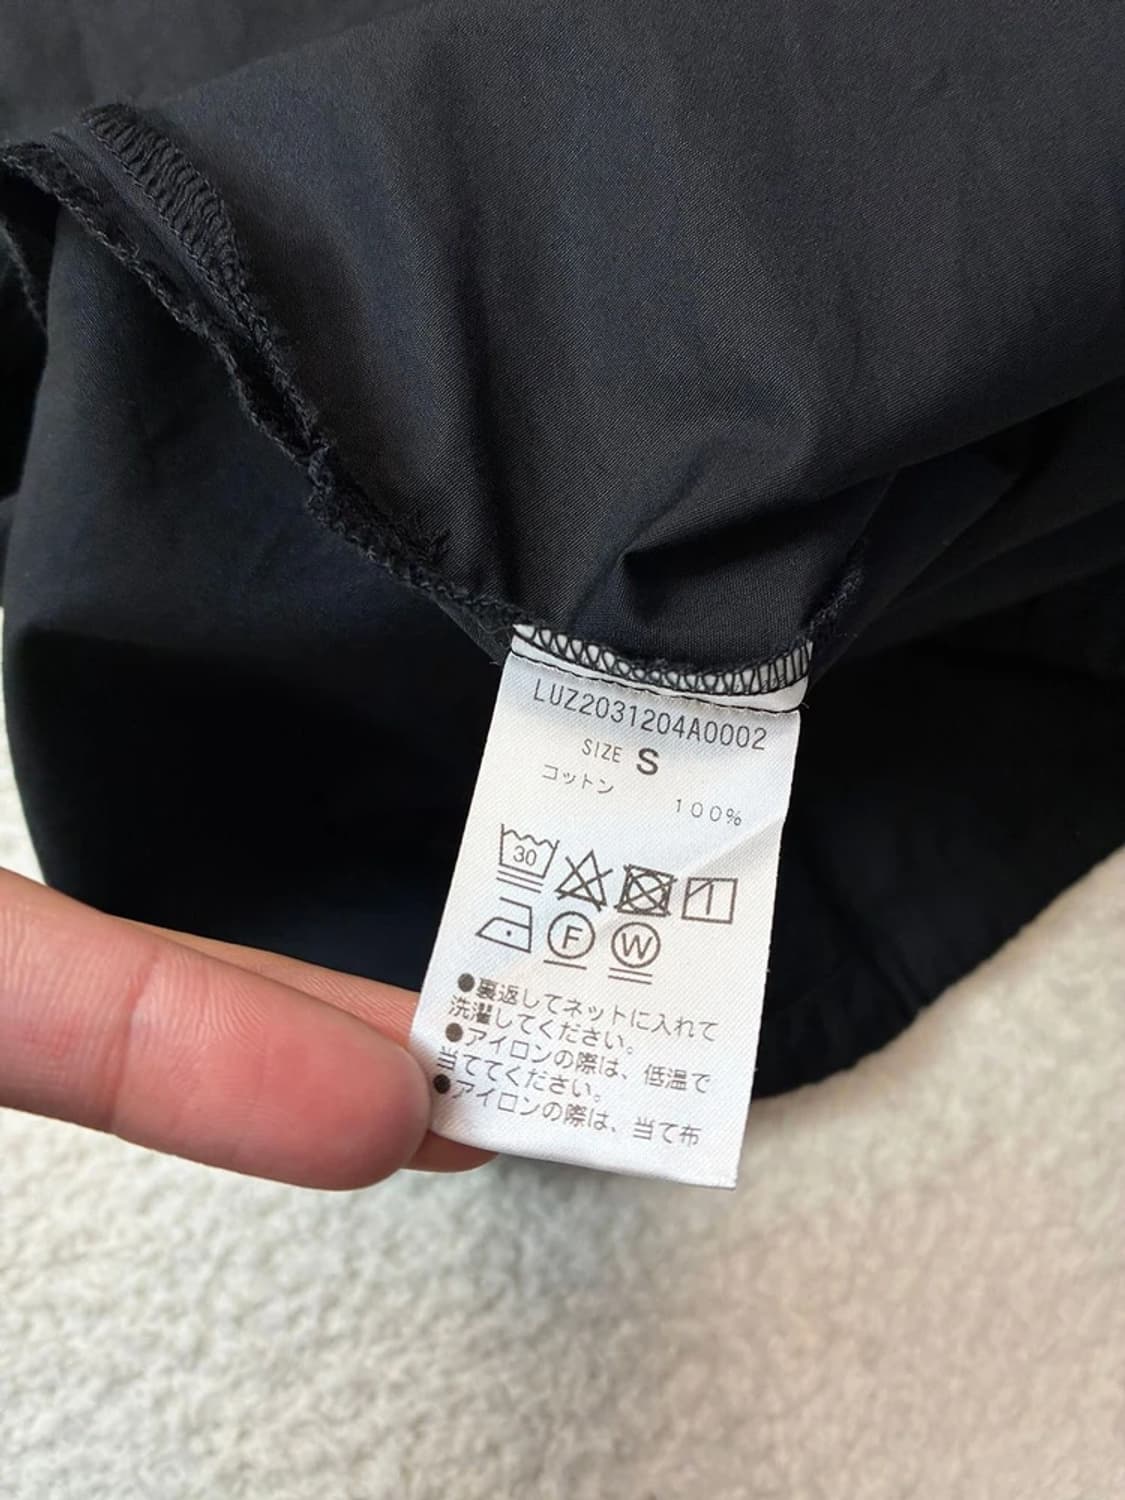 LUZ2031204A0002
SIZE S
コットン 100%
30
F W
●裏返してネットに入れて
洗濯してください。
●アイロンの際は、低温で
当ててください。
●アイロンの際は、当て布